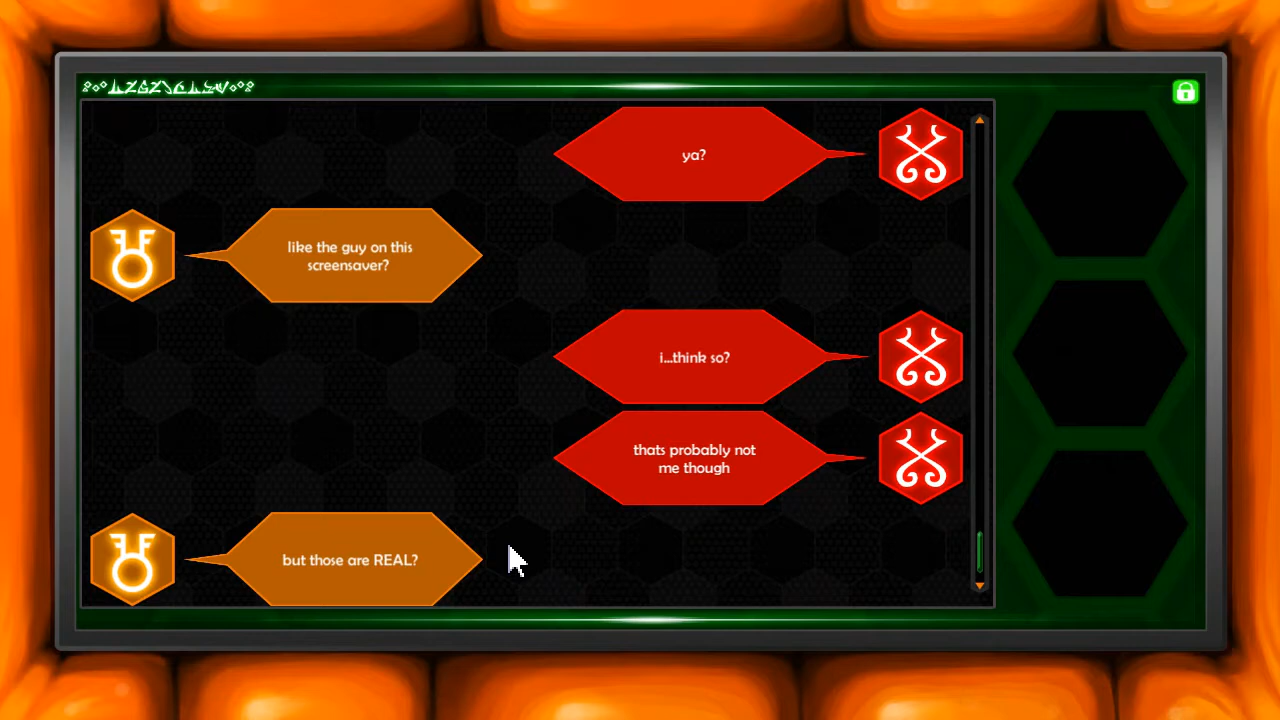 ya?
like the guy on this
screensaver?
i...think so?
thats probably not
me though
but those are REAL?